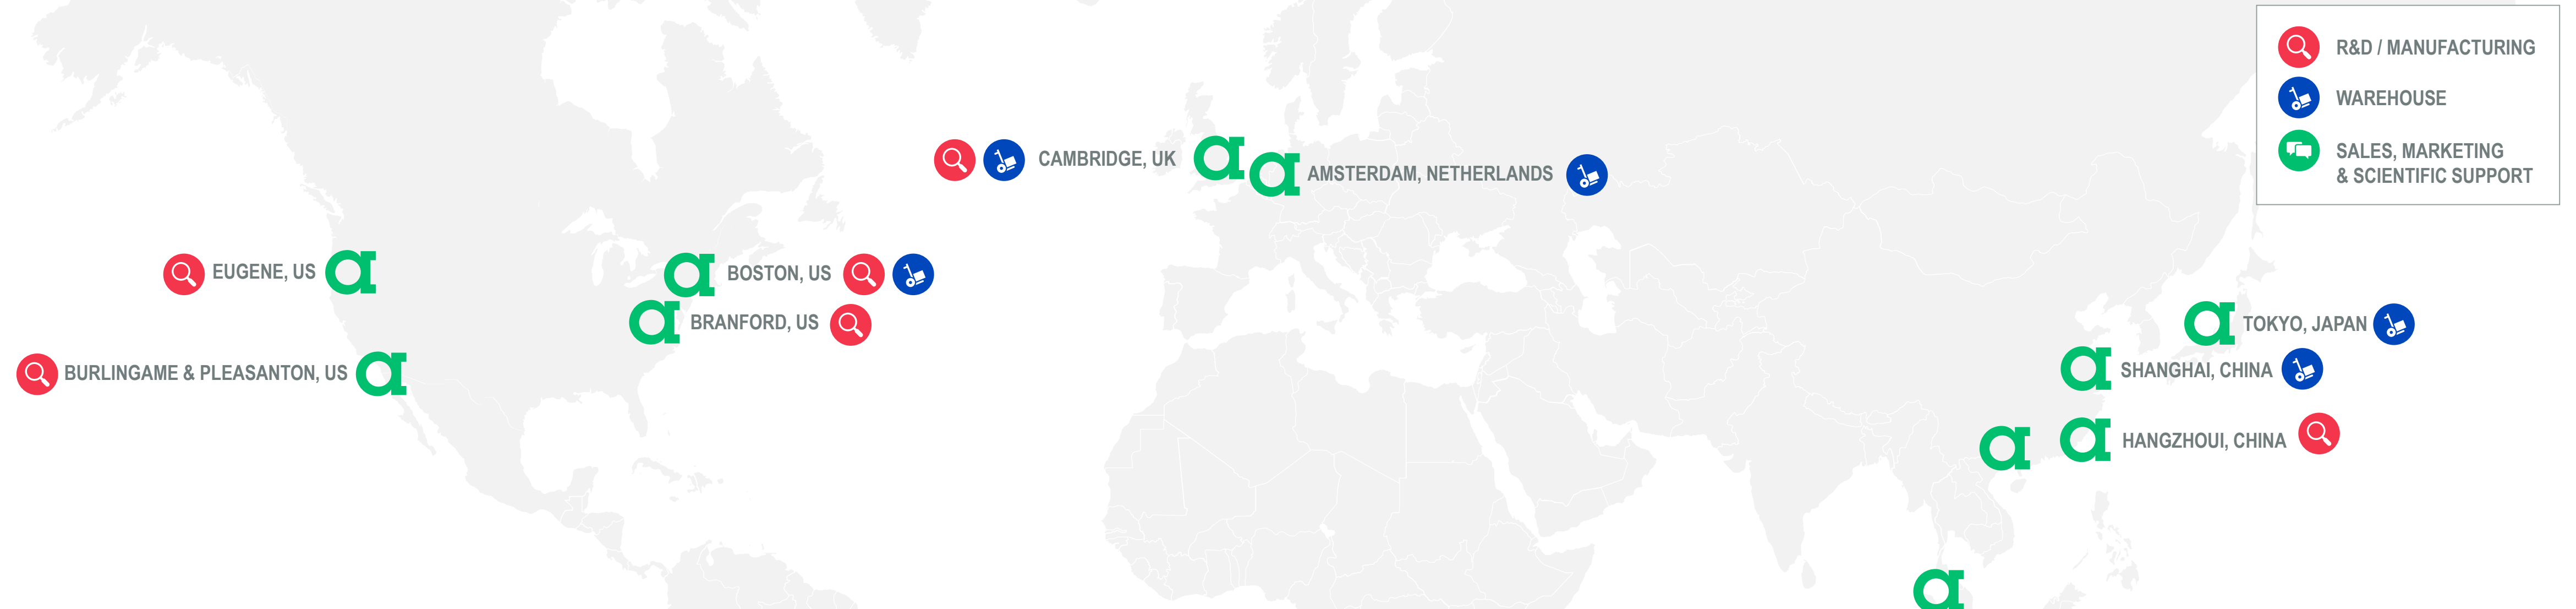 R&D / MANUFACTURING
WAREHOUSE
SALES, MARKETING
& SCIENTIFIC SUPPORT
CAMBRIDGE, UK
AMSTERDAM, NETHERLANDS
EUGENE, US
BOSTON, US
BRANFORD, US
BURLINGAME & PLEASANTON, US
TOKYO, JAPAN
SHANGHAI, CHINA
HANGZHOUI, CHINA